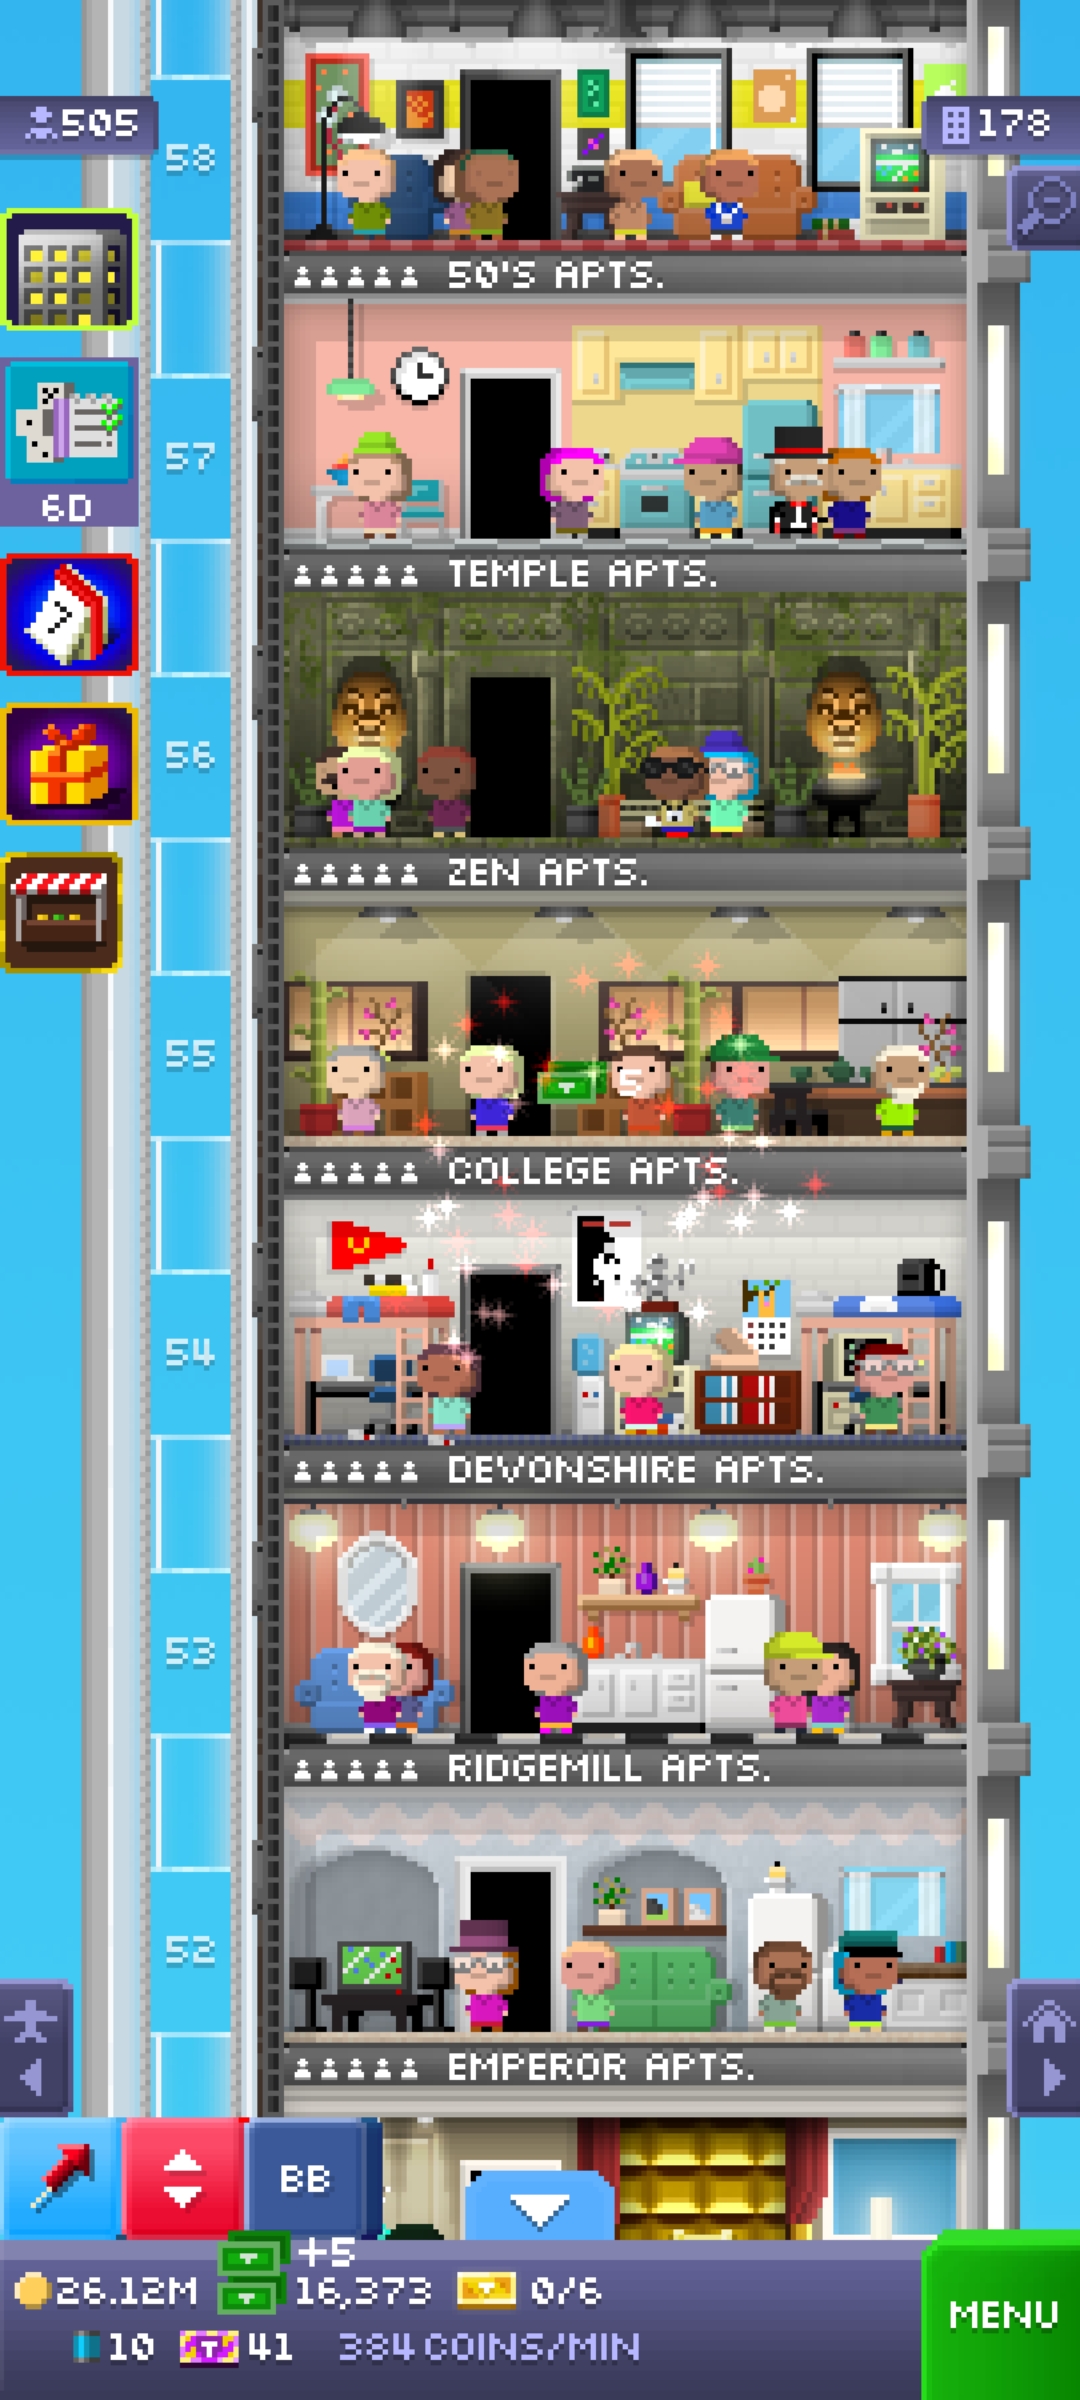 505
178
58
50'S APTS.
57
6D
TEMPLE APTS.
7
56
ZEN APTS.
55
5
COLLEGE APTS.
54
DEVONSHIRE APTS.
53
RIDGEMILL APTS.
52
EMPEROR APTS.
BB
+5
26.12M 16,373 0/6
MENU
10 T 41 384 COINS/MIN